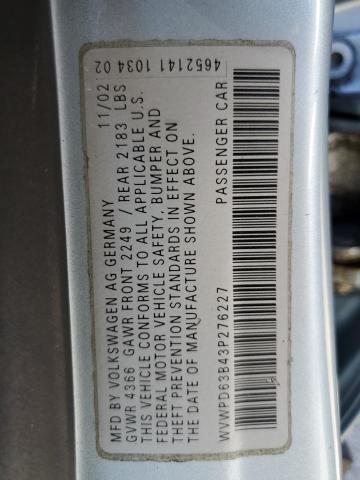 4652141 1034 02
MFD BY VOLKSWAGEN AG GERMANY 11/02
GVWR 4366 GAWR FRONT 2249 / REAR 2183 LBS
THIS VEHICLE CONFORMS TO ALL APPLICABLE U.S.
FEDERAL MOTOR VEHICLE SAFETY, BUMPER AND
THEFT PREVENTION STANDARDS IN EFFECT ON
THE DATE OF MANUFACTURE SHOWN ABOVE.
WVWPD63B43P276227 PASSENGER CAR